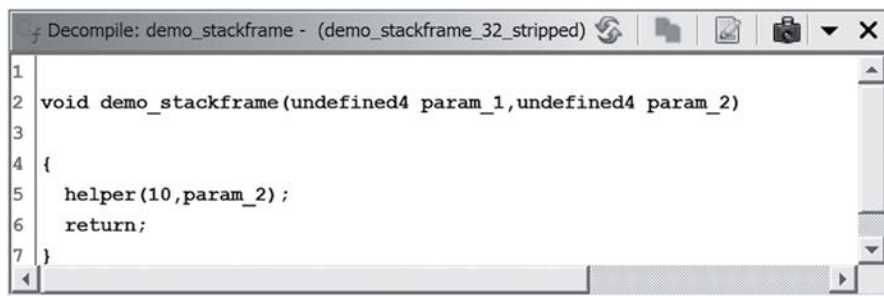 Decompile: demo_stackframe - (demo_stackframe_32_stripped)
1
2 void demo_stackframe(undefined4 param_1,undefined4 param_2)
3
4 {
5 helper(10,param_2);
6 return;
7 }